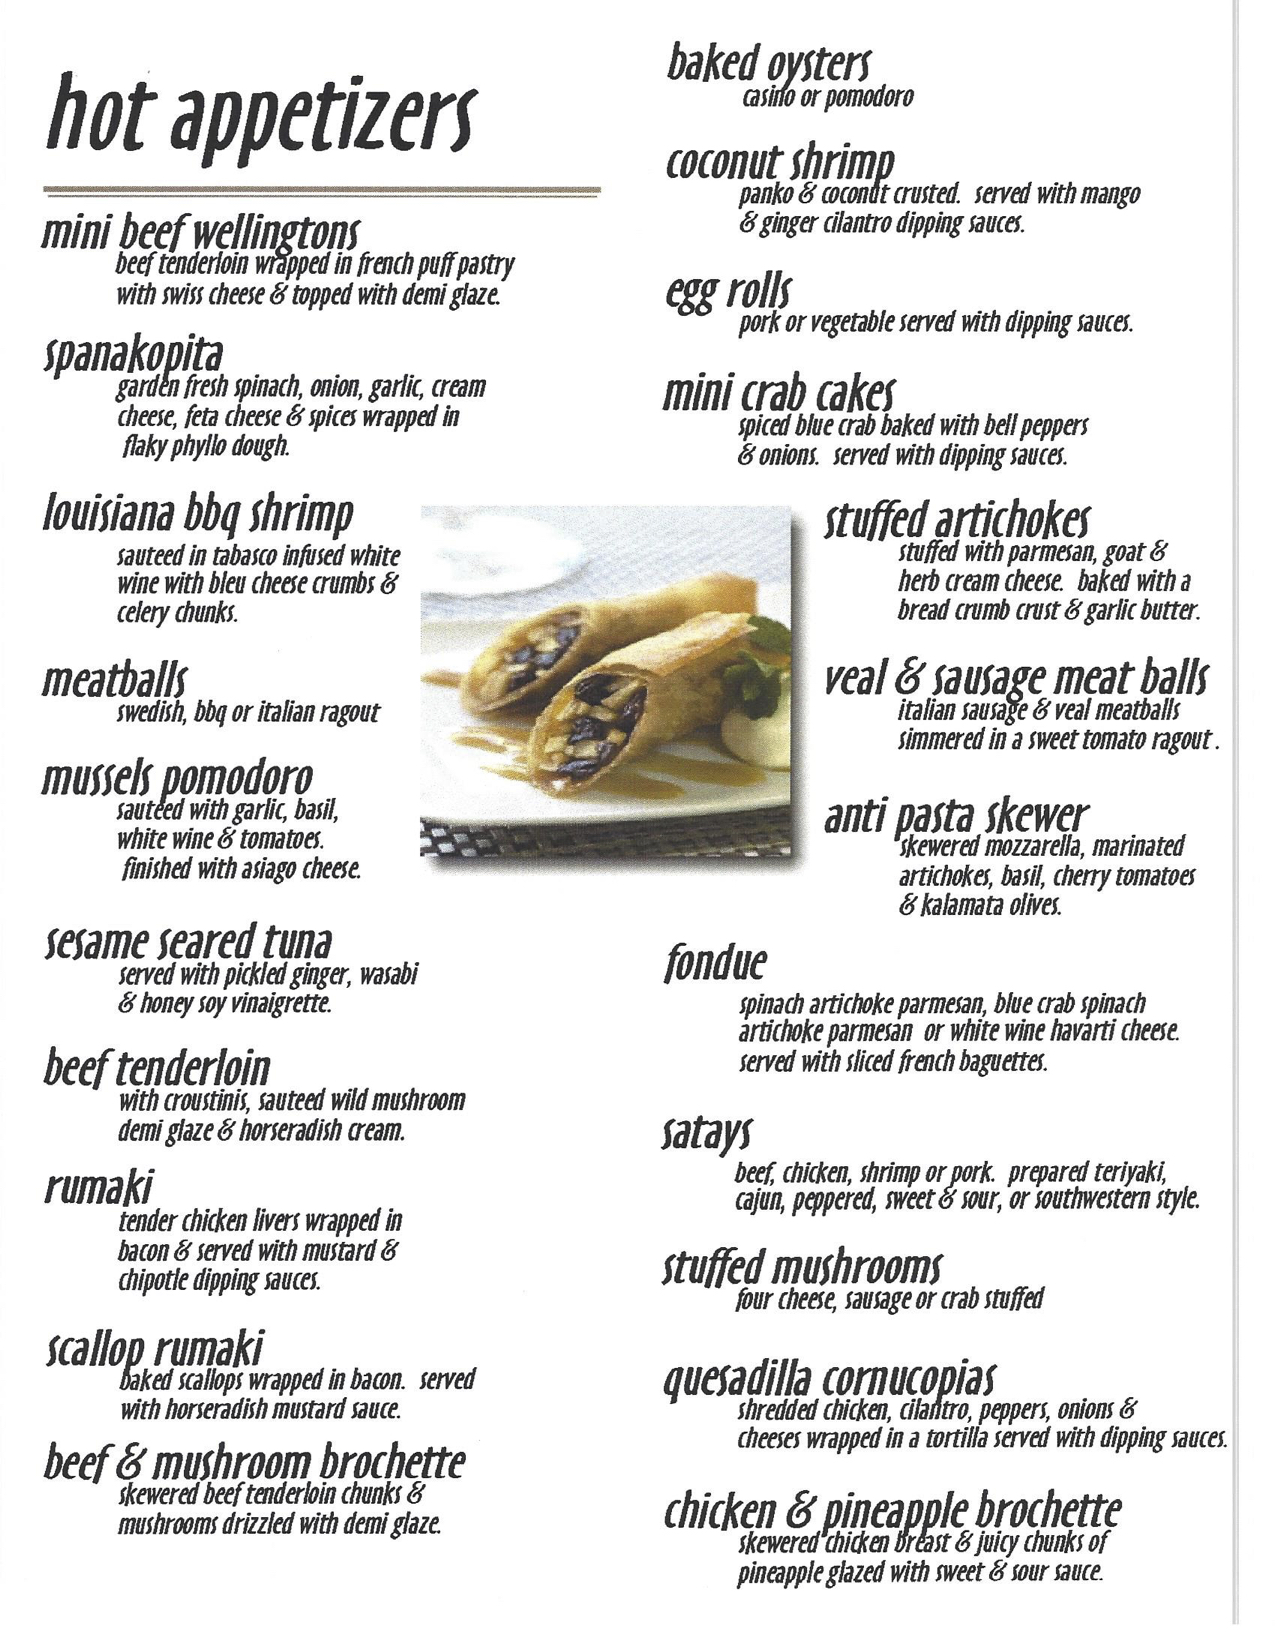 hot appetizers
mini beef wellingtons
beef tenderloin wrapped in french puff pastry
with swiss cheese & topped with demi glaze.
spanakopita
garden fresh spinach, onion, garlic, cream
cheese, feta cheese & spices wrapped in
flaky phyllo dough.
louisiana bbq shrimp
sauteed in tabasco infused white
wine with bleu cheese crumbs &
celery chunks.
meatballs
swedish, bbq or italian ragout
mussels pomodoro
sauteed with garlic, basil,
white wine & tomatoes.
finished with asiago cheese.
sesame seared tuna
served with pickled ginger, wasabi
& honey soy vinaigrette.
beef tenderloin
with croustinis, sauteed wild mushroom
demi glaze & horseradish cream.
rumaki
tender chicken livers wrapped in
bacon & served with mustard &
chipotle dipping sauces.
scallop rumaki
baked scallops wrapped in bacon. served
with horseradish mustard sauce.
beef & mushroom brochette
skewered beef tenderloin chunks &
mushrooms drizzled with demi glaze.
baked oysters
casino or pomodoro
coconut shrimp
panko & coconut crusted. served with mango
& ginger cilantro dipping sauces.
egg rolls
pork or vegetable served with dipping sauces.
mini crab cakes
spiced blue crab baked with bell peppers
& onions. served with dipping sauces.
stuffed artichokes
stuffed with parmesan, goat &
herb cream cheese. baked with a
bread crumb crust & garlic butter.
veal & sausage meat balls
italian sausage & veal meatballs
simmered in a sweet tomato ragout .
anti pasta skewer
skewered mozzarella, marinated
artichokes, basil, cherry tomatoes
& kalamata olives.
fondue
spinach artichoke parmesan, blue crab spinach
artichoke parmesan or white wine havarti cheese.
served with sliced french baguettes.
satays
beef, chicken, shrimp or pork. prepared teriyaki,
cajun, peppered, sweet & sour, or southwestern style.
stuffed mushrooms
four cheese, sausage or crab stuffed
quesadilla cornucopias
shredded chicken, cilantro, peppers, onions &
cheeses wrapped in a tortilla served with dipping sauces.
chicken & pineapple brochette
skewered chicken breast & juicy chunks of
pineapple glazed with sweet & sour sauce.